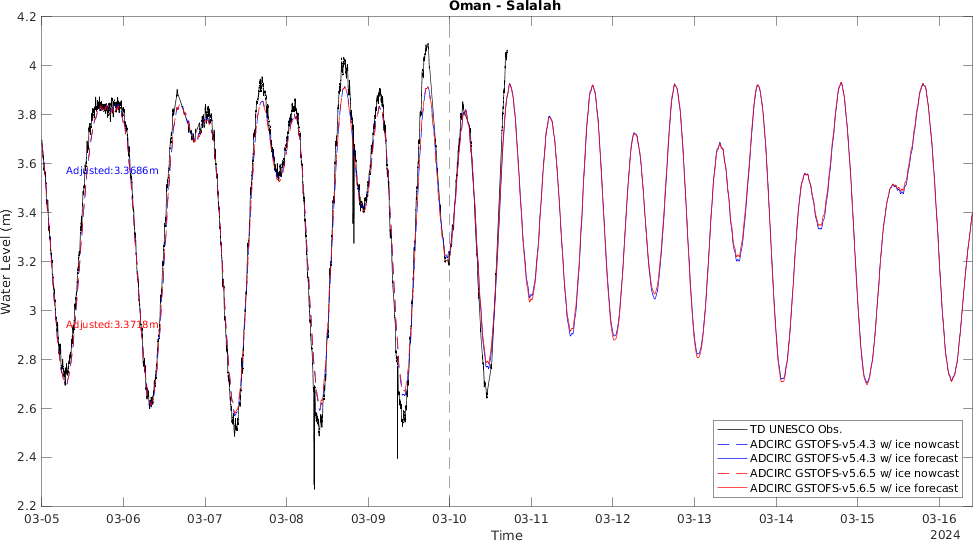 Oman - Salalah
4.2
4
3.8
3.6
3.4
3.2
3
2.8
2.6
2.4
2.2
Water Level (m)
Adjusted:3.3686m
Adjusted:3.3718m
TD UNESCO Obs.
ADCIRC GSTOFS-v5.4.3 w/ ice nowcast
ADCIRC GSTOFS-v5.4.3 w/ ice forecast
ADCIRC GSTOFS-v5.6.5 w/ ice nowcast
ADCIRC GSTOFS-v5.6.5 w/ ice forecast
03-05 03-06 03-07 03-08 03-09 03-10 03-11 03-12 03-13 03-14 03-15 03-16
Time
2024